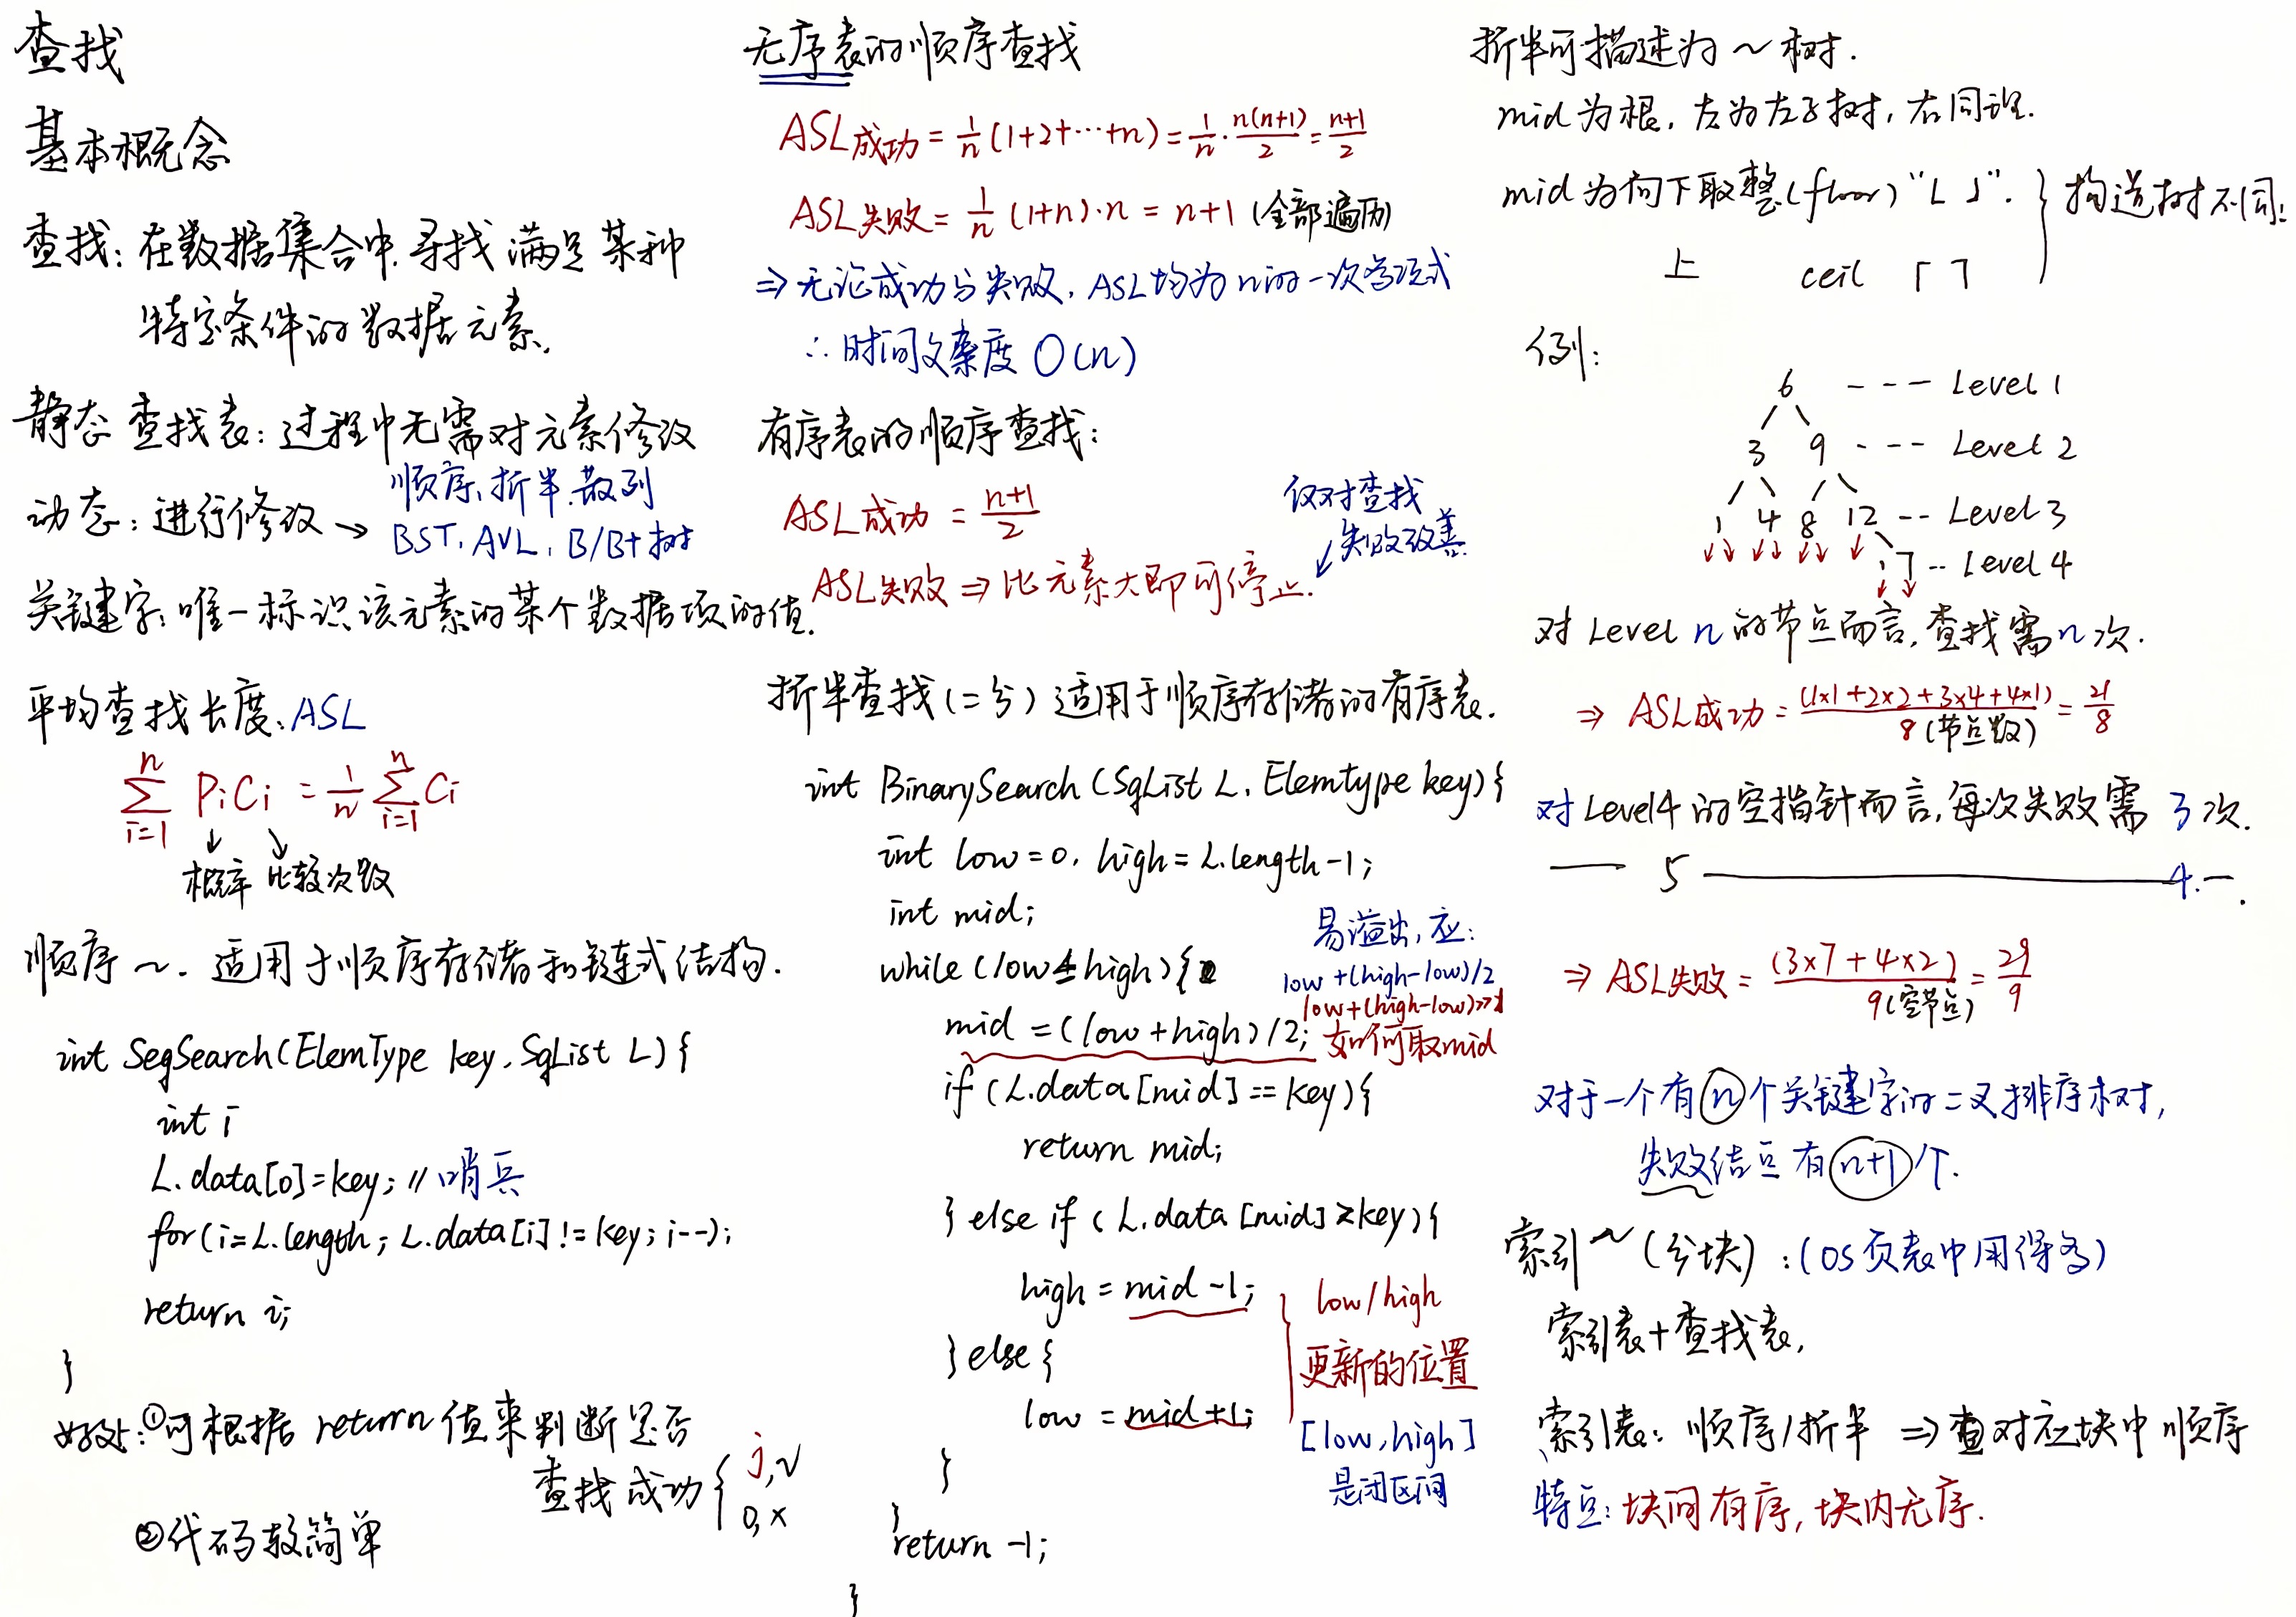 查找
基本概念
查找: 在数据集合中寻找满足某种
特定条件的数据元素.
静态查找表: 过程中无需对元素修改
动态: 进行修改 →
顺序、折半、散列
BST, AVL, B/B+树
关键字: 唯一标识该元素的某个数据项的值.
平均查找长度: ASL
∑_{i=1}^{n} PiCi = 1/n ∑_{i=1}^{n} Ci
↓ ↘
概率 比较次数
顺序~. 适用于顺序存储和链式结构.
int SeqSearch(ElemType key, SqList L){
int i
L.data[0]=key; // 哨兵
for(i=L.length; L.data[i]!=key; i--);
return i;
}
好处: ①可根据return值来判断是否
查找成功 { i, √
0, ×
②代码较简单
无序表的顺序查找
ASL成功 = 1/n (1+2+…+n) = 1/n · n(n+1)/2 = n+1/2
ASL失败 = 1/n (1+n)·n = n+1 (全部遍历)
⇒ 无论成功与失败, ASL均为n的一次多项式
∴ 时间复杂度 O(n)
有序表的顺序查找:
ASL成功 = n+1/2
仅对查找
失败改善.
ASL失败 ⇒ 比元素大即可停止.
折半查找(二分) 适用于顺序存储的有序表.
int BinarySearch(SqList L, Elemtype key){
int low=0, high=L.length-1;
int mid;
while(low≤high){
易溢出, 应:
low+(high-low)/2
low+(high-low)>>1
mid=(low+high)/2; 如何取mid
if(L.data[mid]==key){
return mid;
} else if(L.data[mid]>key){
high=mid-1;
} else {
low=mid+1;
low/high
更新的位置
[low, high]
是闭区间
}
}
return -1;
}
折半可描述为~树.
mid为根, 左为左子树, 右同理.
mid为向下取整(floor) "⌊ ⌋". } 构造树不同!
上 ceil ⌈ ⌉
例:
6 --- Level 1
3 9 --- Level 2
1 4 8 12 -- Level 3
17 -- Level 4
对Level n的节点而言, 查找需n次.
⇒ ASL成功 = (1×1+2×2+3×4+4×1)/8(节点数) = 21/8
对Level4的空指针而言, 每次失败需 3次.
— 5 ———— 4.—.
⇒ ASL失败 = (3×7+4×2)/9(空节点) = 29/9
对于一个有n个关键字的二叉排序树,
失败结点有n+1个.
索引~(分块): (OS页表中用得多)
索引表+查找表,
索引表: 顺序/折半 ⇒ 查对应块中顺序
特点: 块间有序, 块内无序.